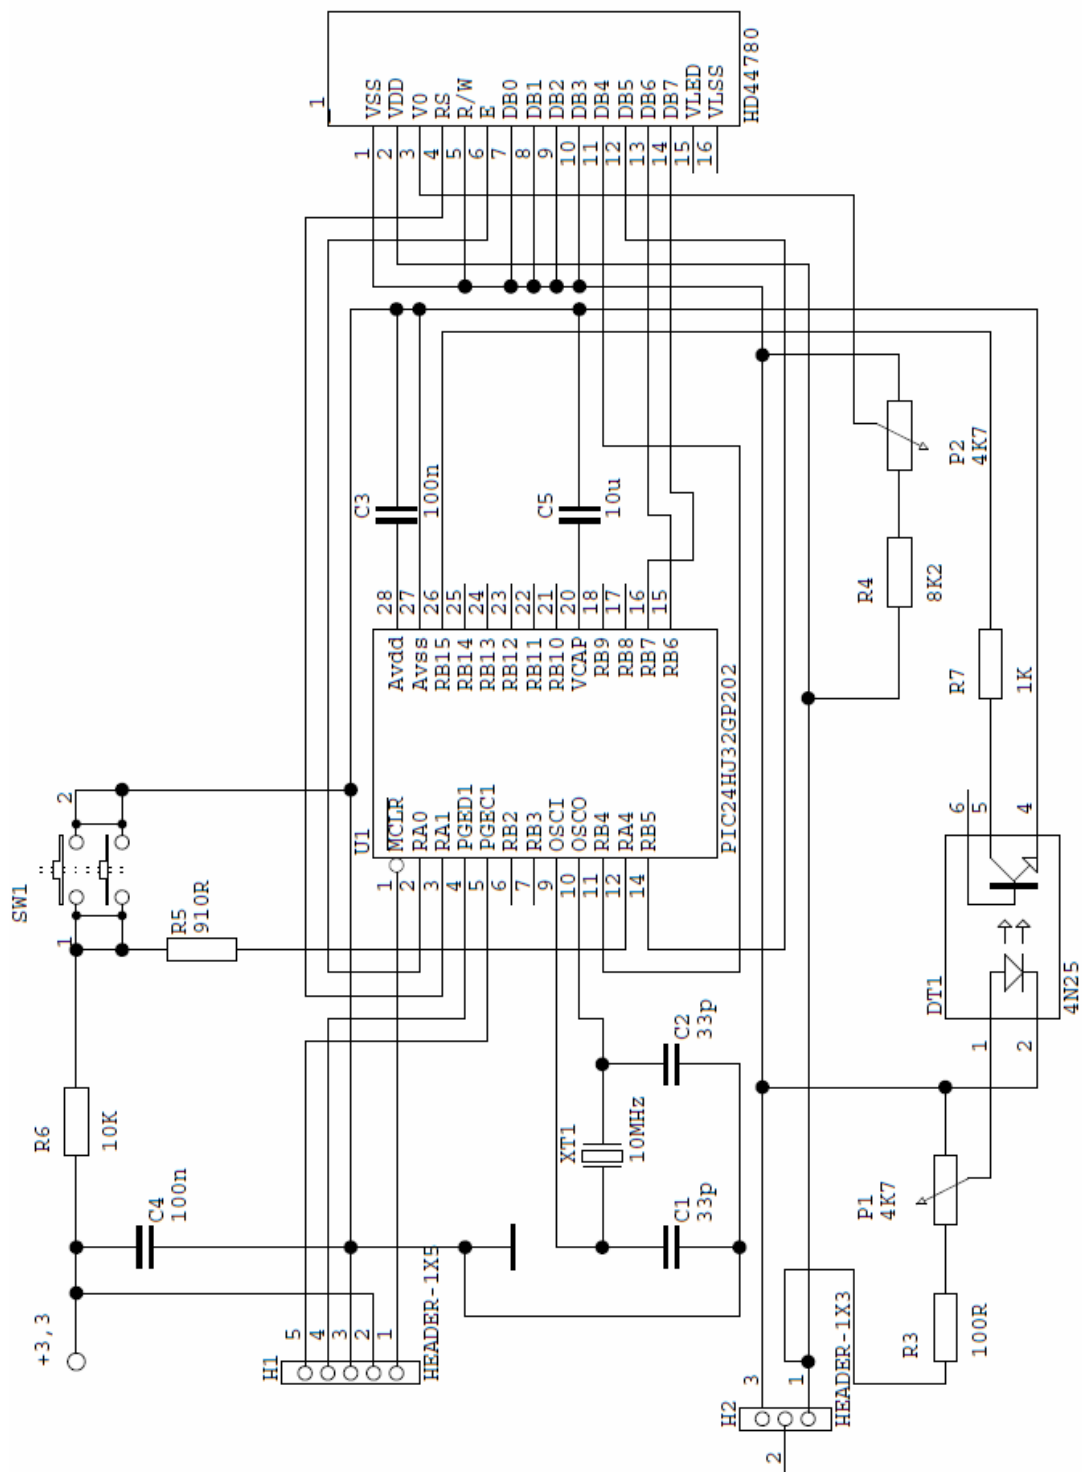 1
VSS
VDD
V0
RS
R/W
E
DB0
DB1
DB2
DB3
DB4
DB5
DB6
DB7
VLED
VLSS
HD44780
1
2
3
4
5
6
7
8
9
10
11
12
13
14
15
16
C3
100n
C5
10u
P2
4K7
R4
8K2
R7
1K
28
27
26
25
24
23
22
21
20
18
17
16
15
Avdd
Avss
RB15
RB14
RB13
RB12
RB11
RB10
VCAP
RB9
RB8
RB7
RB6
U1
MCLR
RA0
RA1
PGED1
PGEC1
RB2
RB3
OSCI
OSCO
RB4
RA4
RB5
PIC24HJ32GP202
1
2
3
4
5
6
7
9
10
11
12
14
SW1
2
1
R5
910R
6
5
4
DT1
4N25
1
2
R6
10K
C4
100n
XT1
10MHz
C2
33p
C1
33p
P1
4K7
R3
100R
+3,3
H1
5
4
3
2
1
HEADER-1X5
H2
3
1
2
HEADER-1X3